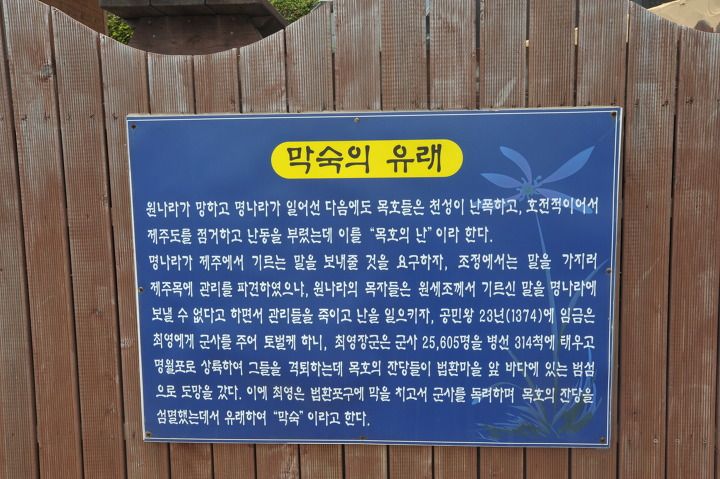 막숙의 유래
원나라가 망하고 명나라가 일어선 다음에도 목호들은 천성이 난폭하고, 호전적이어서
제주도를 점거하고 난동을 부렸는데 이를 "목호의 난"이라 한다.
명나라가 제주에서 기르는 말을 보내줄 것을 요구하자, 조정에서는 말을 가지러
제주목에 관리를 파견하였으나, 원나라의 목자들은 원세조께서 기르신 말을 명나라에
보낼 수 없다고 하면서 관리들을 죽이고 난을 일으키자, 공민왕 23년(1374)에 임금은
최영에게 군사를 주어 토벌케 하니, 최영장군은 군사 25,605명을 병선 314척에 태우고
명월포로 상륙하여 그들을 격퇴하는데 목호의 잔당들이 법환마을 앞 바다에 있는 범섬
으로 도망을 갔다. 이에 최영은 법환포구에 막을 치고서 군사를 독려하며 목호의 잔당을
섬멸했는데서 유래하여 "막숙"이라고 한다.